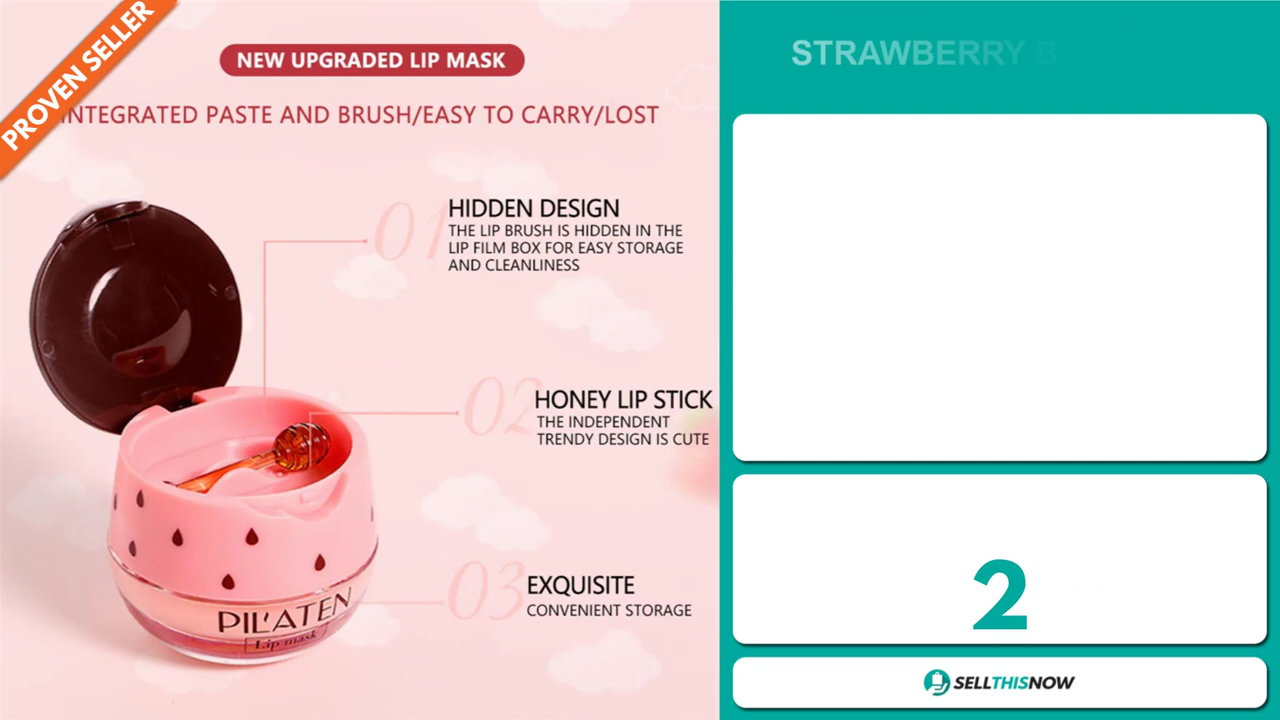 PROVEN SELLER
NEW UPGRADED LIP MASK
INTEGRATED PASTE AND BRUSH/EASY TO CARRY/LOST
01
HIDDEN DESIGN
THE LIP BRUSH IS HIDDEN IN THE
LIP FILM BOX FOR EASY STORAGE
AND CLEANLINESS
02
HONEY LIP STICK
THE INDEPENDENT
TRENDY DESIGN IS CUTE
03
EXQUISITE
CONVENIENT STORAGE
PIL'ATEN
Lip mask
STRAWBERRY B
2
SELLTHISNOW